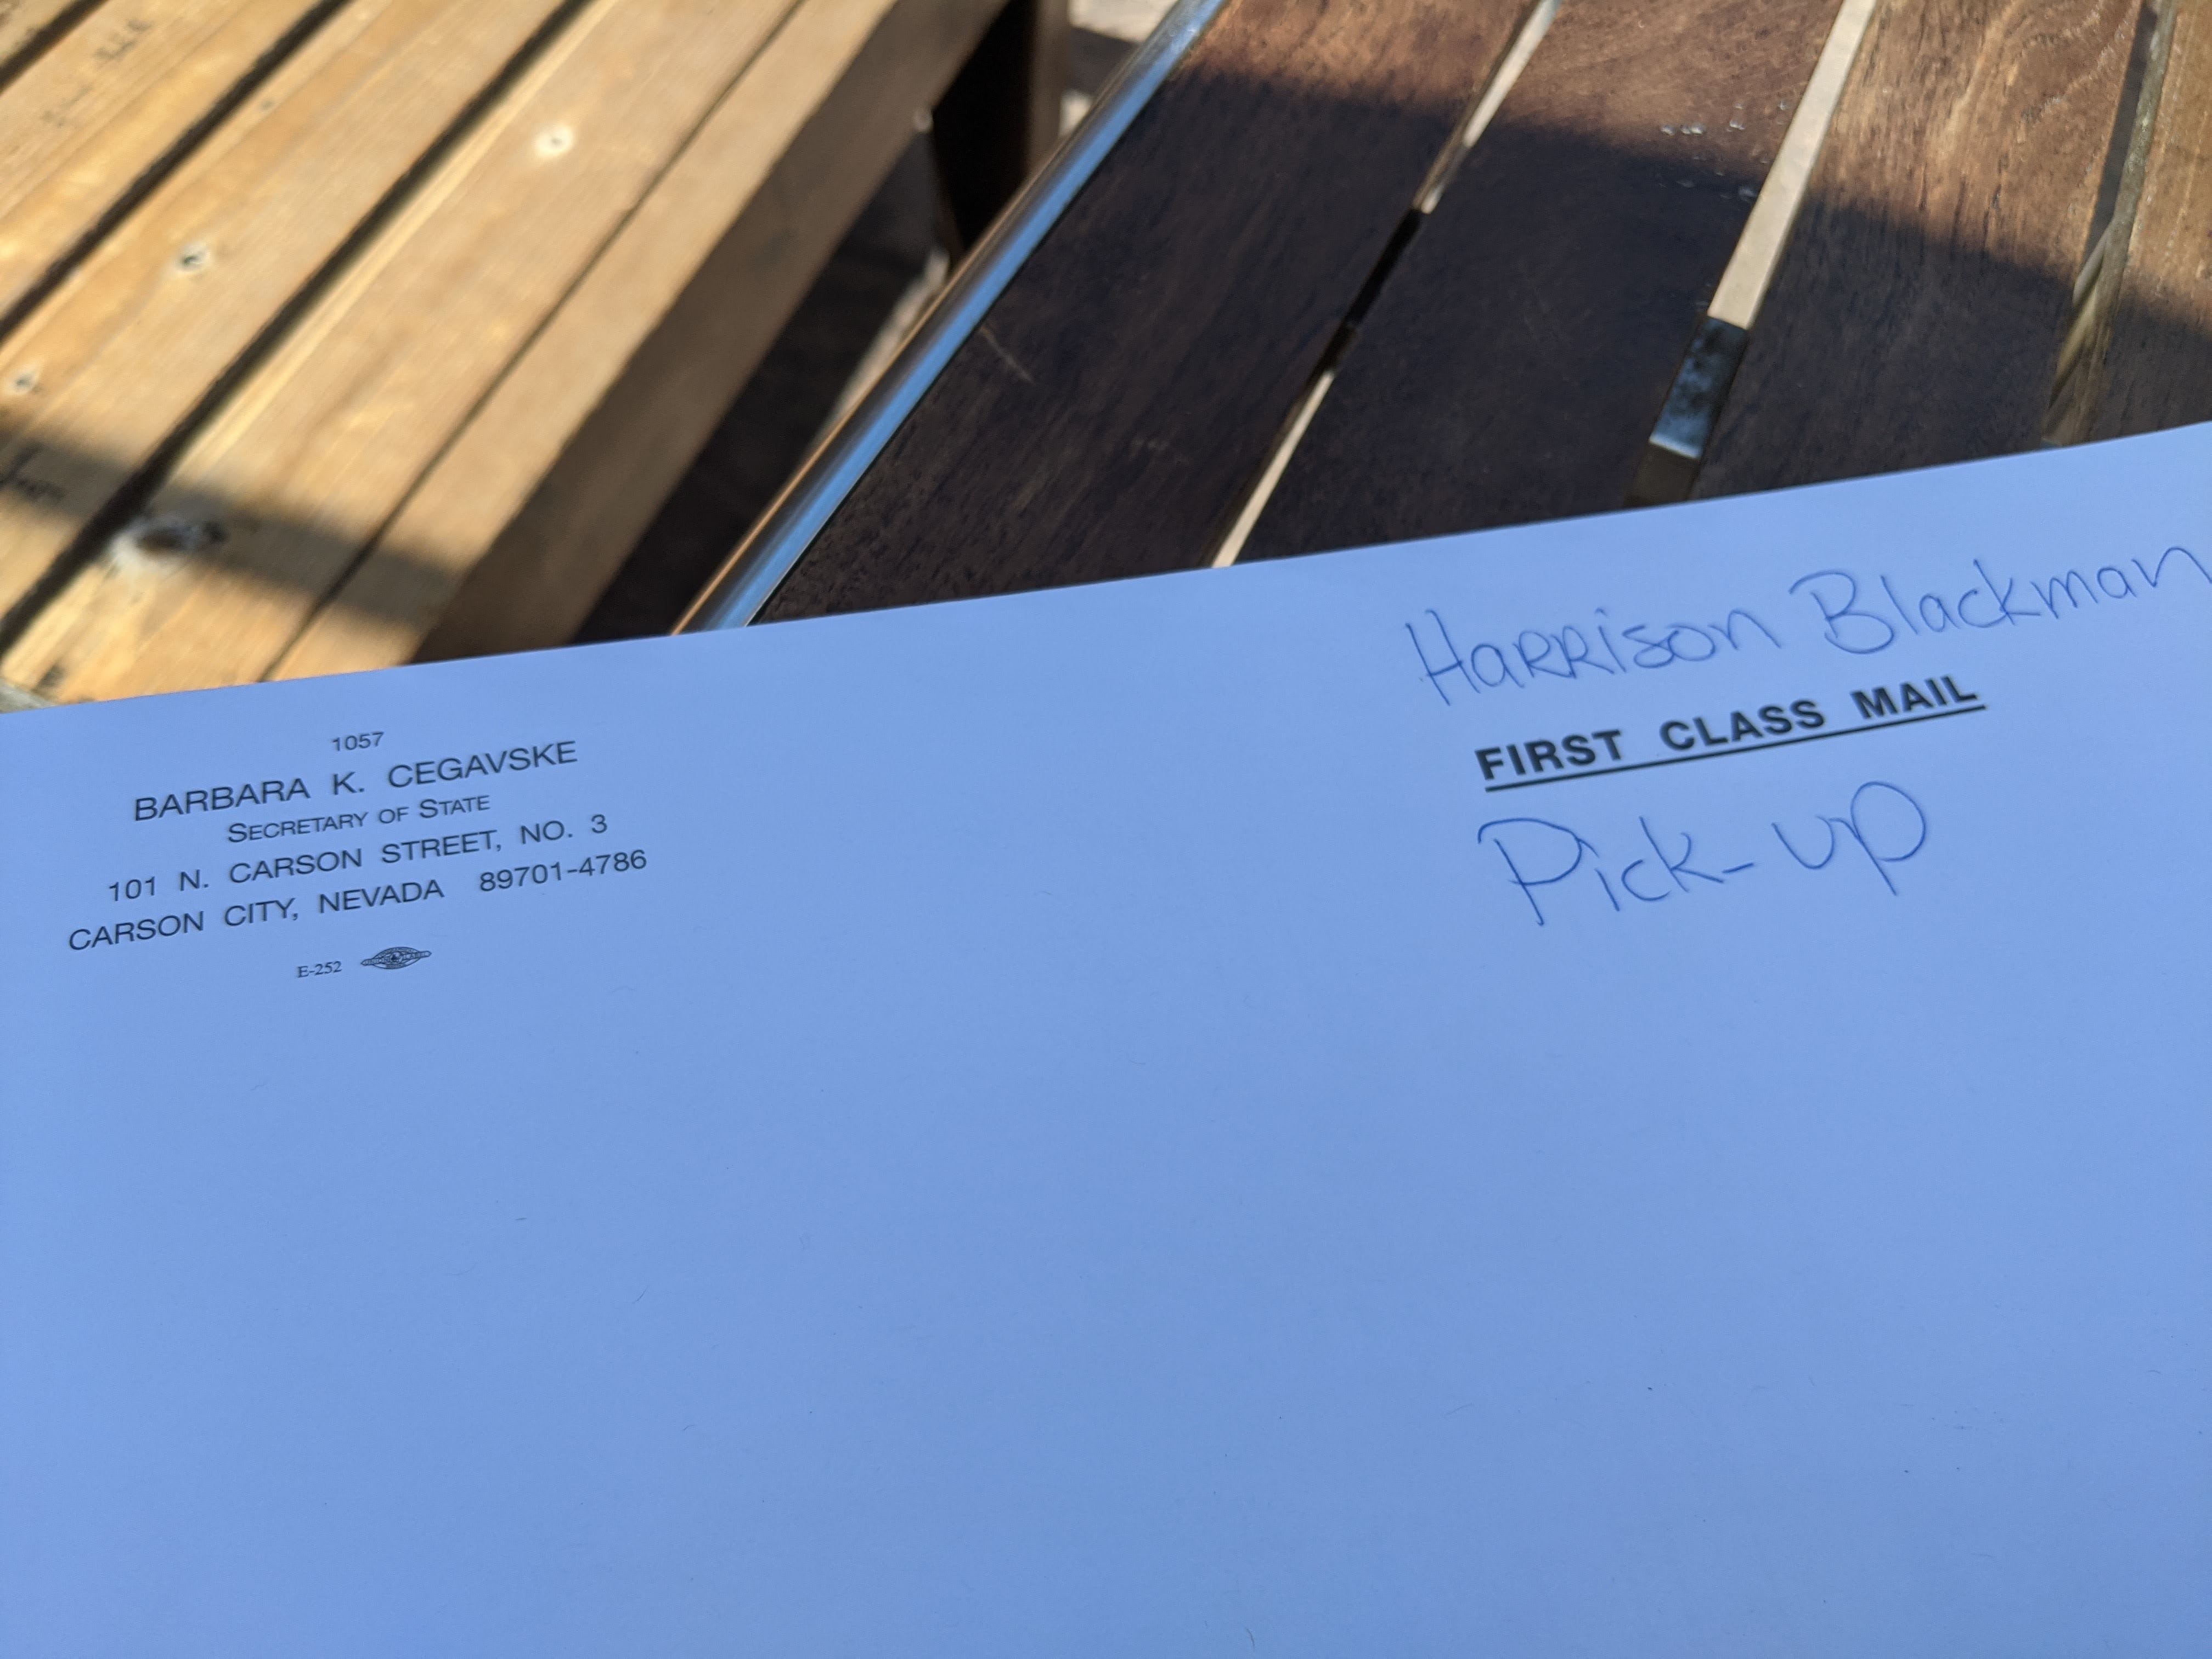 1057
BARBARA K. CEGAVSKE
SECRETARY OF STATE
101 N. CARSON STREET, NO. 3
CARSON CITY, NEVADA 89701-4786
E-252
Harrison Blackman
FIRST CLASS MAIL
Pick-up